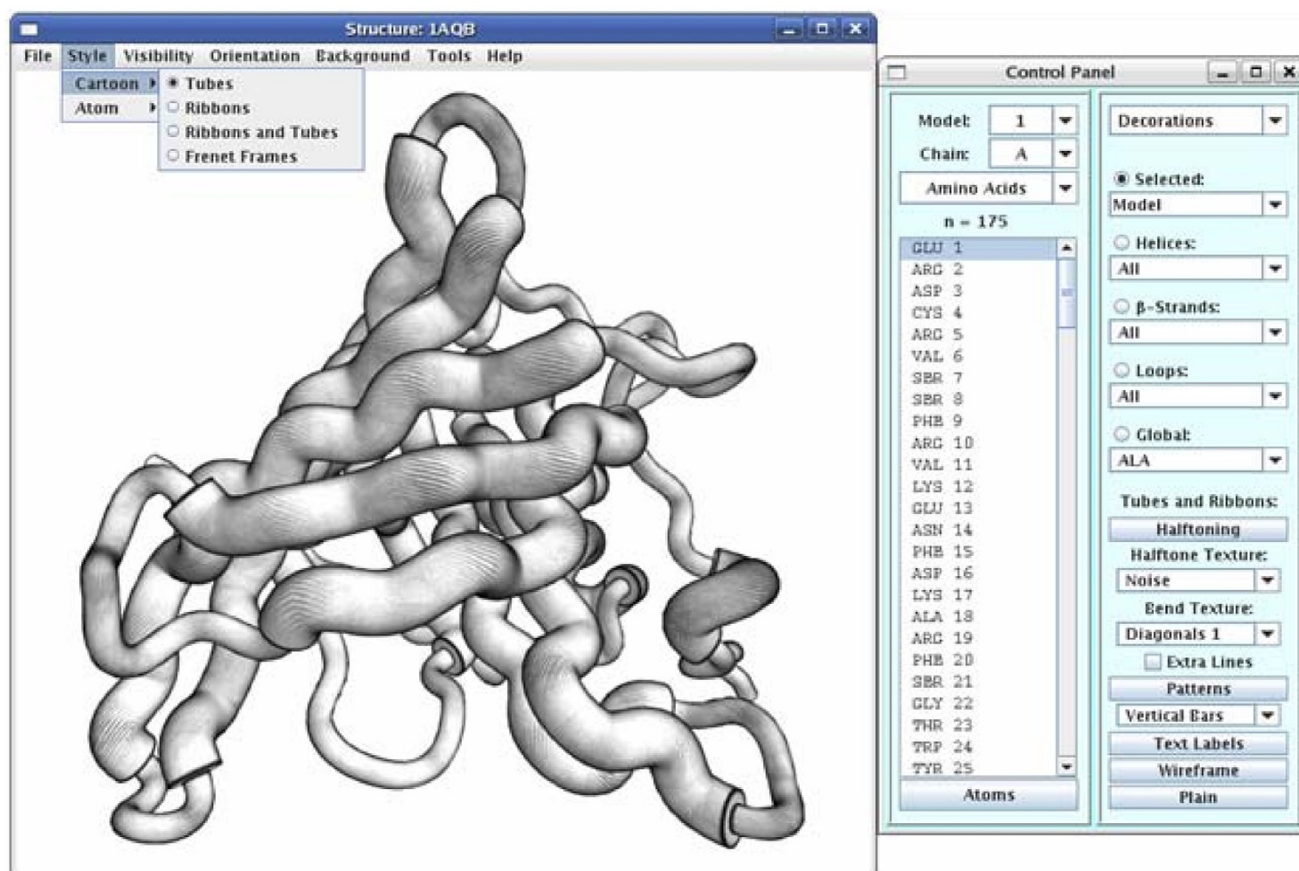 Structure: 1AQB
File Style Visibility Orientation Background Tools Help
Cartoon
Atom
Tubes
Ribbons
Ribbons and Tubes
Frenet Frames
Control Panel
Model: 1
Chain: A
Amino Acids
n = 175
GLU 1
ARG 2
ASP 3
CYS 4
ARG 5
VAL 6
SER 7
SER 8
PHE 9
ARG 10
VAL 11
LYS 12
GLU 13
ASN 14
PHE 15
ASP 16
LYS 17
ALA 18
ARG 19
PHE 20
SER 21
GLY 22
THR 23
TRP 24
TYR 25
Atoms
Decorations
Selected:
Model
Helices:
All
β-Strands:
All
Loops:
All
Global:
ALA
Tubes and Ribbons:
Halftoning
Halftone Texture:
Noise
Bend Texture:
Diagonals 1
Extra Lines
Patterns
Vertical Bars
Text Labels
Wireframe
Plain